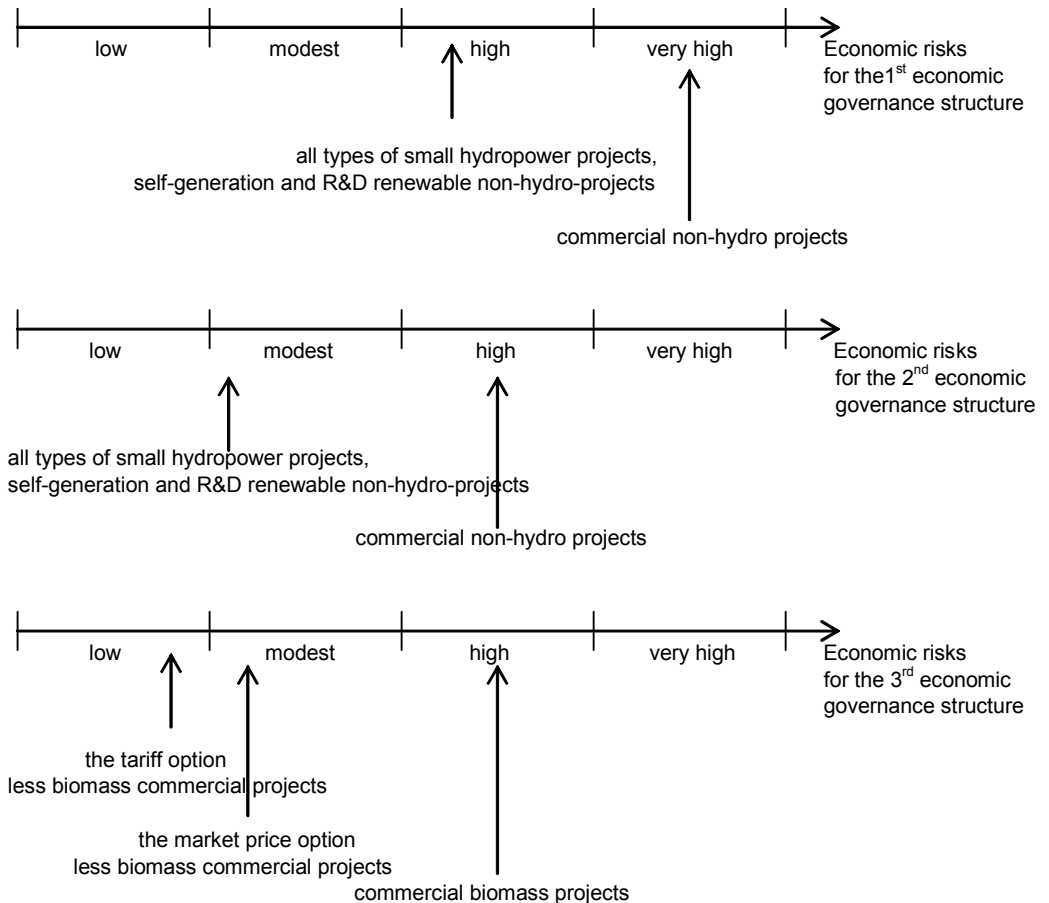 low modest high very high Economic risks
for the1st economic
governance structure
all types of small hydropower projects,
self-generation and R&D renewable non-hydro-projects
commercial non-hydro projects
low modest high very high Economic risks
for the 2nd economic
governance structure
all types of small hydropower projects,
self-generation and R&D renewable non-hydro-projects
commercial non-hydro projects
low modest high very high Economic risks
for the 3rd economic
governance structure
the tariff option
less biomass commercial projects
the market price option
less biomass commercial projects
commercial biomass projects